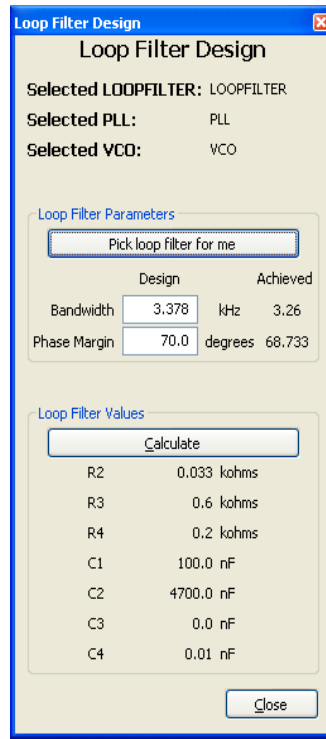 Loop Filter Design
Loop Filter Design
Selected LOOPFILTER: LOOPFILTER
Selected PLL: PLL
Selected VCO: VCO
Loop Filter Parameters
Pick loop filter for me
Design Achieved
Bandwidth 3.378 kHz 3.26
Phase Margin 70.0 degrees 68.733
Loop Filter Values
Calculate
R2 0.033 kohms
R3 0.6 kohms
R4 0.2 kohms
C1 100.0 nF
C2 4700.0 nF
C3 0.0 nF
C4 0.01 nF
Close